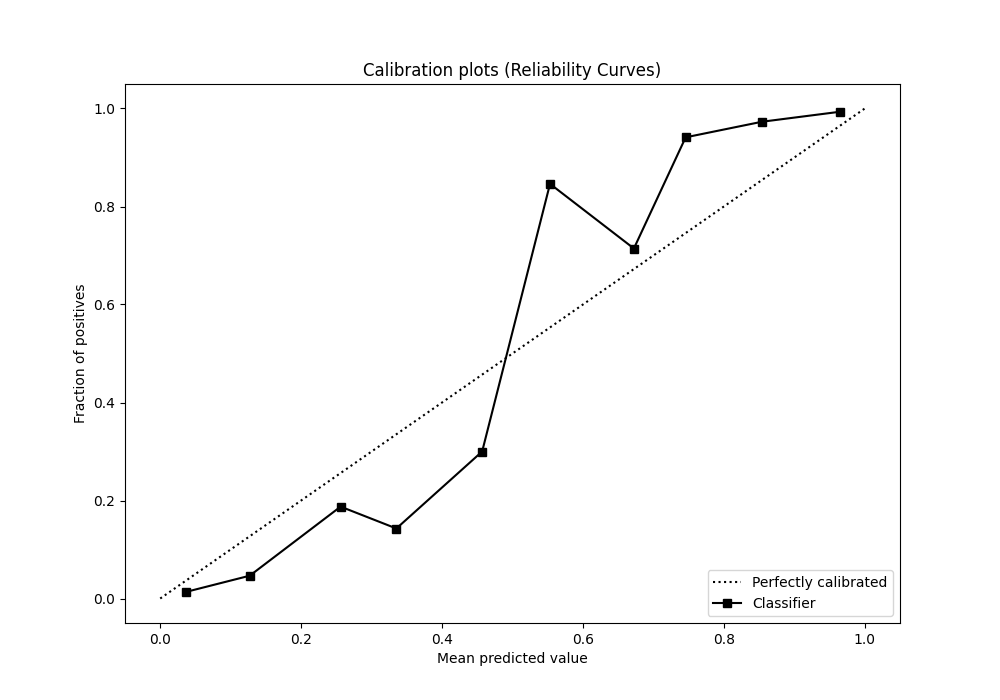 Calibration plots (Reliability Curves)
1.0
0.8
0.6
0.4
0.2
0.0
Fraction of positives
0.0 0.2 0.4 0.6 0.8 1.0
Mean predicted value
Perfectly calibrated
Classifier